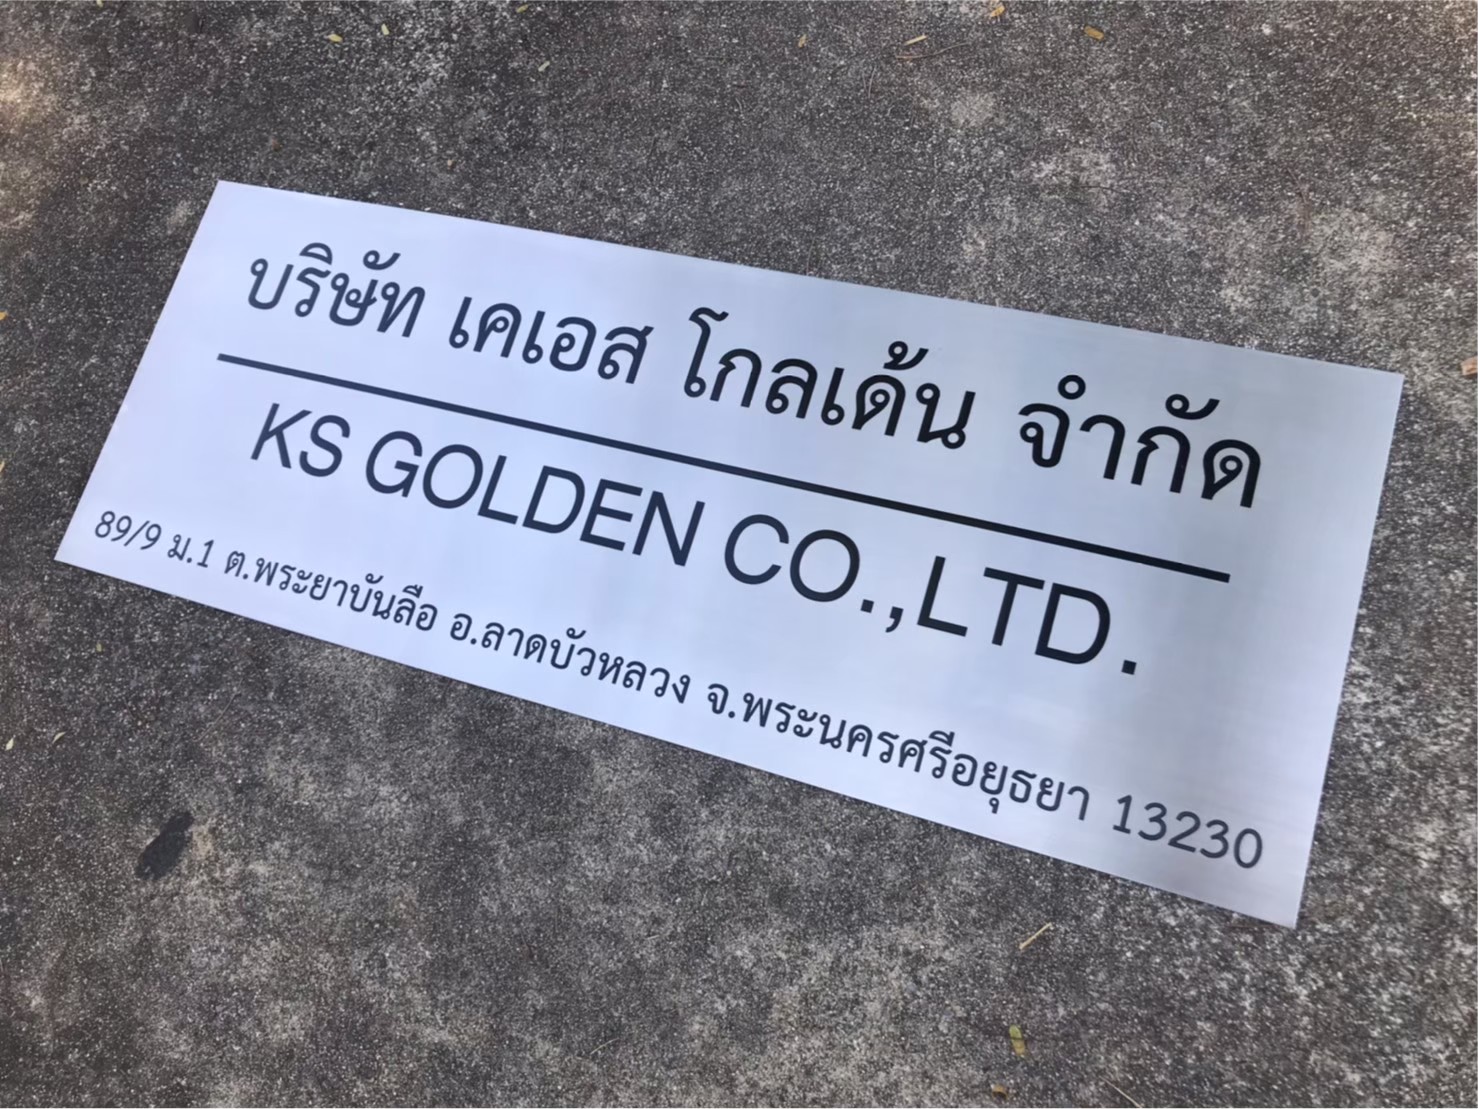 บริษัท เคเอส โกลเด้น จำกัด
KS GOLDEN CO.,LTD.
89/9 ม.1 ต.พระยาบันลือ อ.ลาดบัวหลวง จ.พระนครศรีอยุธยา 13230